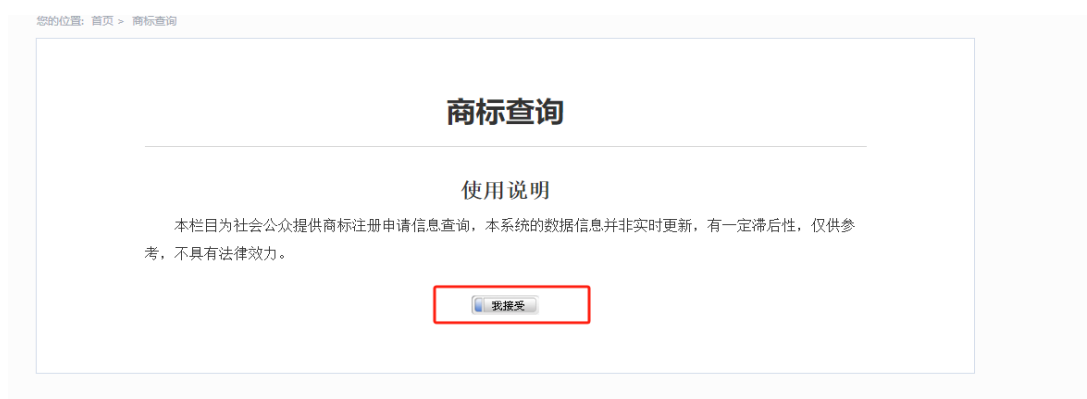 您的位置: 首页 > 商标查询
商标查询
使用说明
本栏目为社会公众提供商标注册申请信息查询，本系统的数据信息并非实时更新，有一定滞后性，仅供参
考，不具有法律效力。
我接受